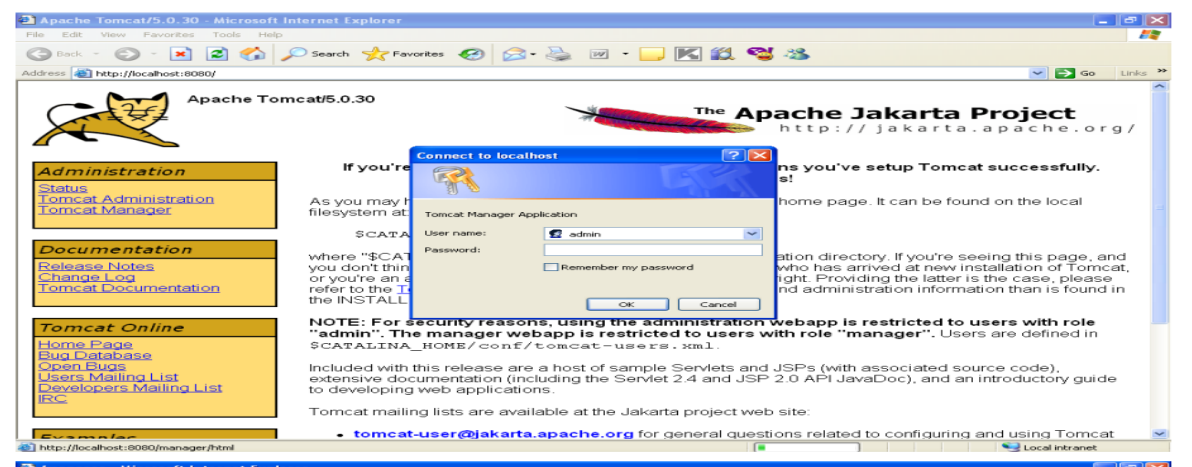 Apache Tomcat/5.0.30 - Microsoft Internet Explorer
File Edit View Favorites Tools Help
Back Search Favorites
Address http://localhost:8080/ Go Links »
Apache Tomcat/5.0.30
The Apache Jakarta Project
http://jakarta.apache.org/
Administration
Status
Tomcat Administration
Tomcat Manager
Documentation
Release Notes
Change Log
Tomcat Documentation
Tomcat Online
Home Page
Bug Database
Open Bugs
Users Mailing List
Developers Mailing List
IRC
Examples
If you're
ns you've setup Tomcat successfully.
s!
As you may h
home page. It can be found on the local
filesystem at:
$CATA
where "$CAT
ation directory. If you're seeing this page, and
you don't thin
who has arrived at new installation of Tomcat,
or you're an a
ight. Providing the latter is the case, please
refer to the T
nd administration information than is found in
the INSTALL
Connect to localhost
Tomcat Manager Application
User name: admin
Password:
Remember my password
OK Cancel
NOTE: For security reasons, using the administration webapp is restricted to users with role
"admin". The manager webapp is restricted to users with role "manager". Users are defined in
$CATALINA_HOME/conf/tomcat-users.xml.
Included with this release are a host of sample Servlets and JSPs (with associated source code),
extensive documentation (including the Servlet 2.4 and JSP 2.0 API JavaDoc), and an introductory guide
to developing web applications.
Tomcat mailing lists are available at the Jakarta project web site:
• tomcat-user@jakarta.apache.org for general questions related to configuring and using Tomcat
http://localhost:8080/manager/html
Local intranet